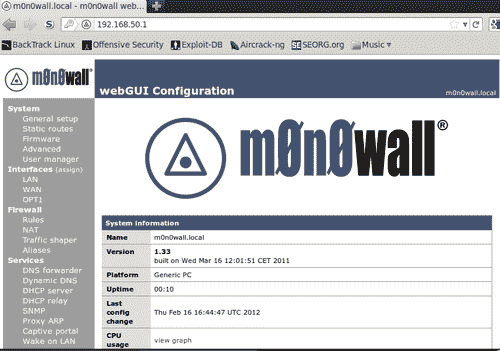 m0n0wall.local - m0n0wall web...
192.168.50.1
BackTrack Linux Offensive Security Exploit-DB Aircrack-ng SEORG.org Music
m0n0wall
webGUI Configuration
m0n0wall.local
System
General setup
Static routes
Firmware
Advanced
User manager
Interfaces (assign)
LAN
WAN
OPT1
Firewall
Rules
NAT
Traffic shaper
Aliases
Services
DNS forwarder
Dynamic DNS
DHCP server
DHCP relay
SNMP
Proxy ARP
Captive portal
Wake on LAN
m0n0wall®
System information
Name m0n0wall.local
Version 1.33
built on Wed Mar 16 12:01:51 CET 2011
Platform Generic PC
Uptime 00:10
Last config change Thu Feb 16 16:44:47 UTC 2012
CPU usage view graph